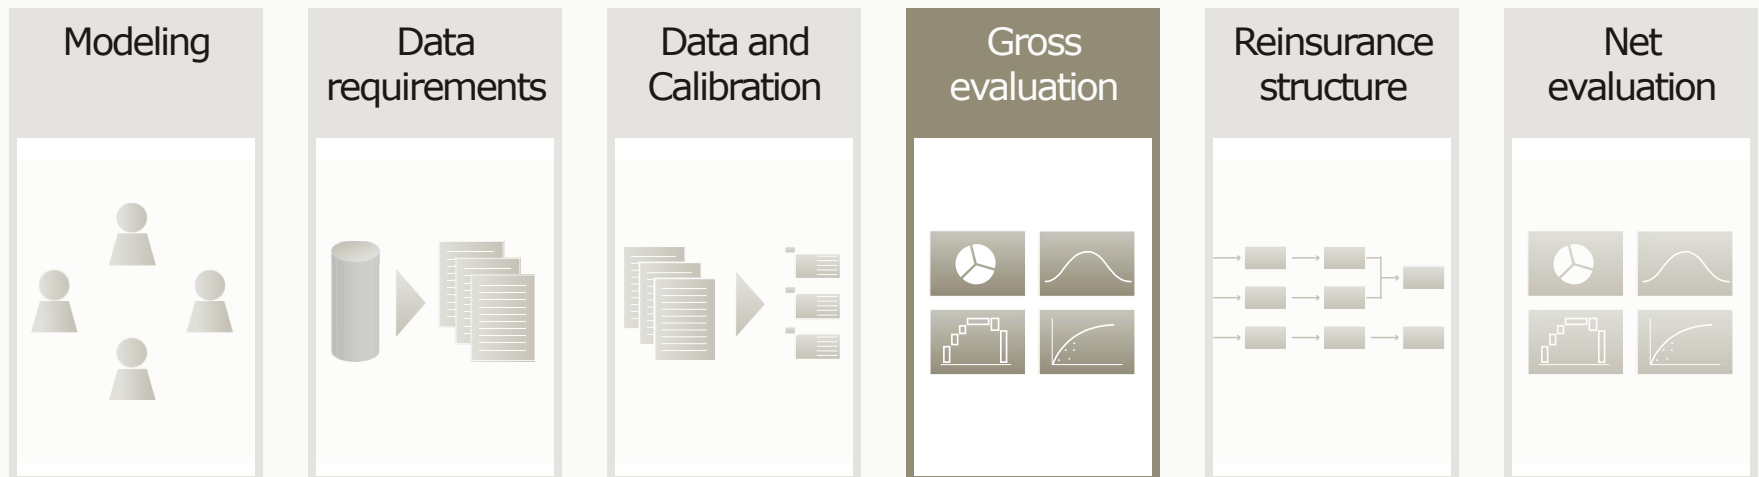 Modeling
Data
requirements
Data and
Calibration
Gross
evaluation
Reinsurance
structure
Net
evaluation